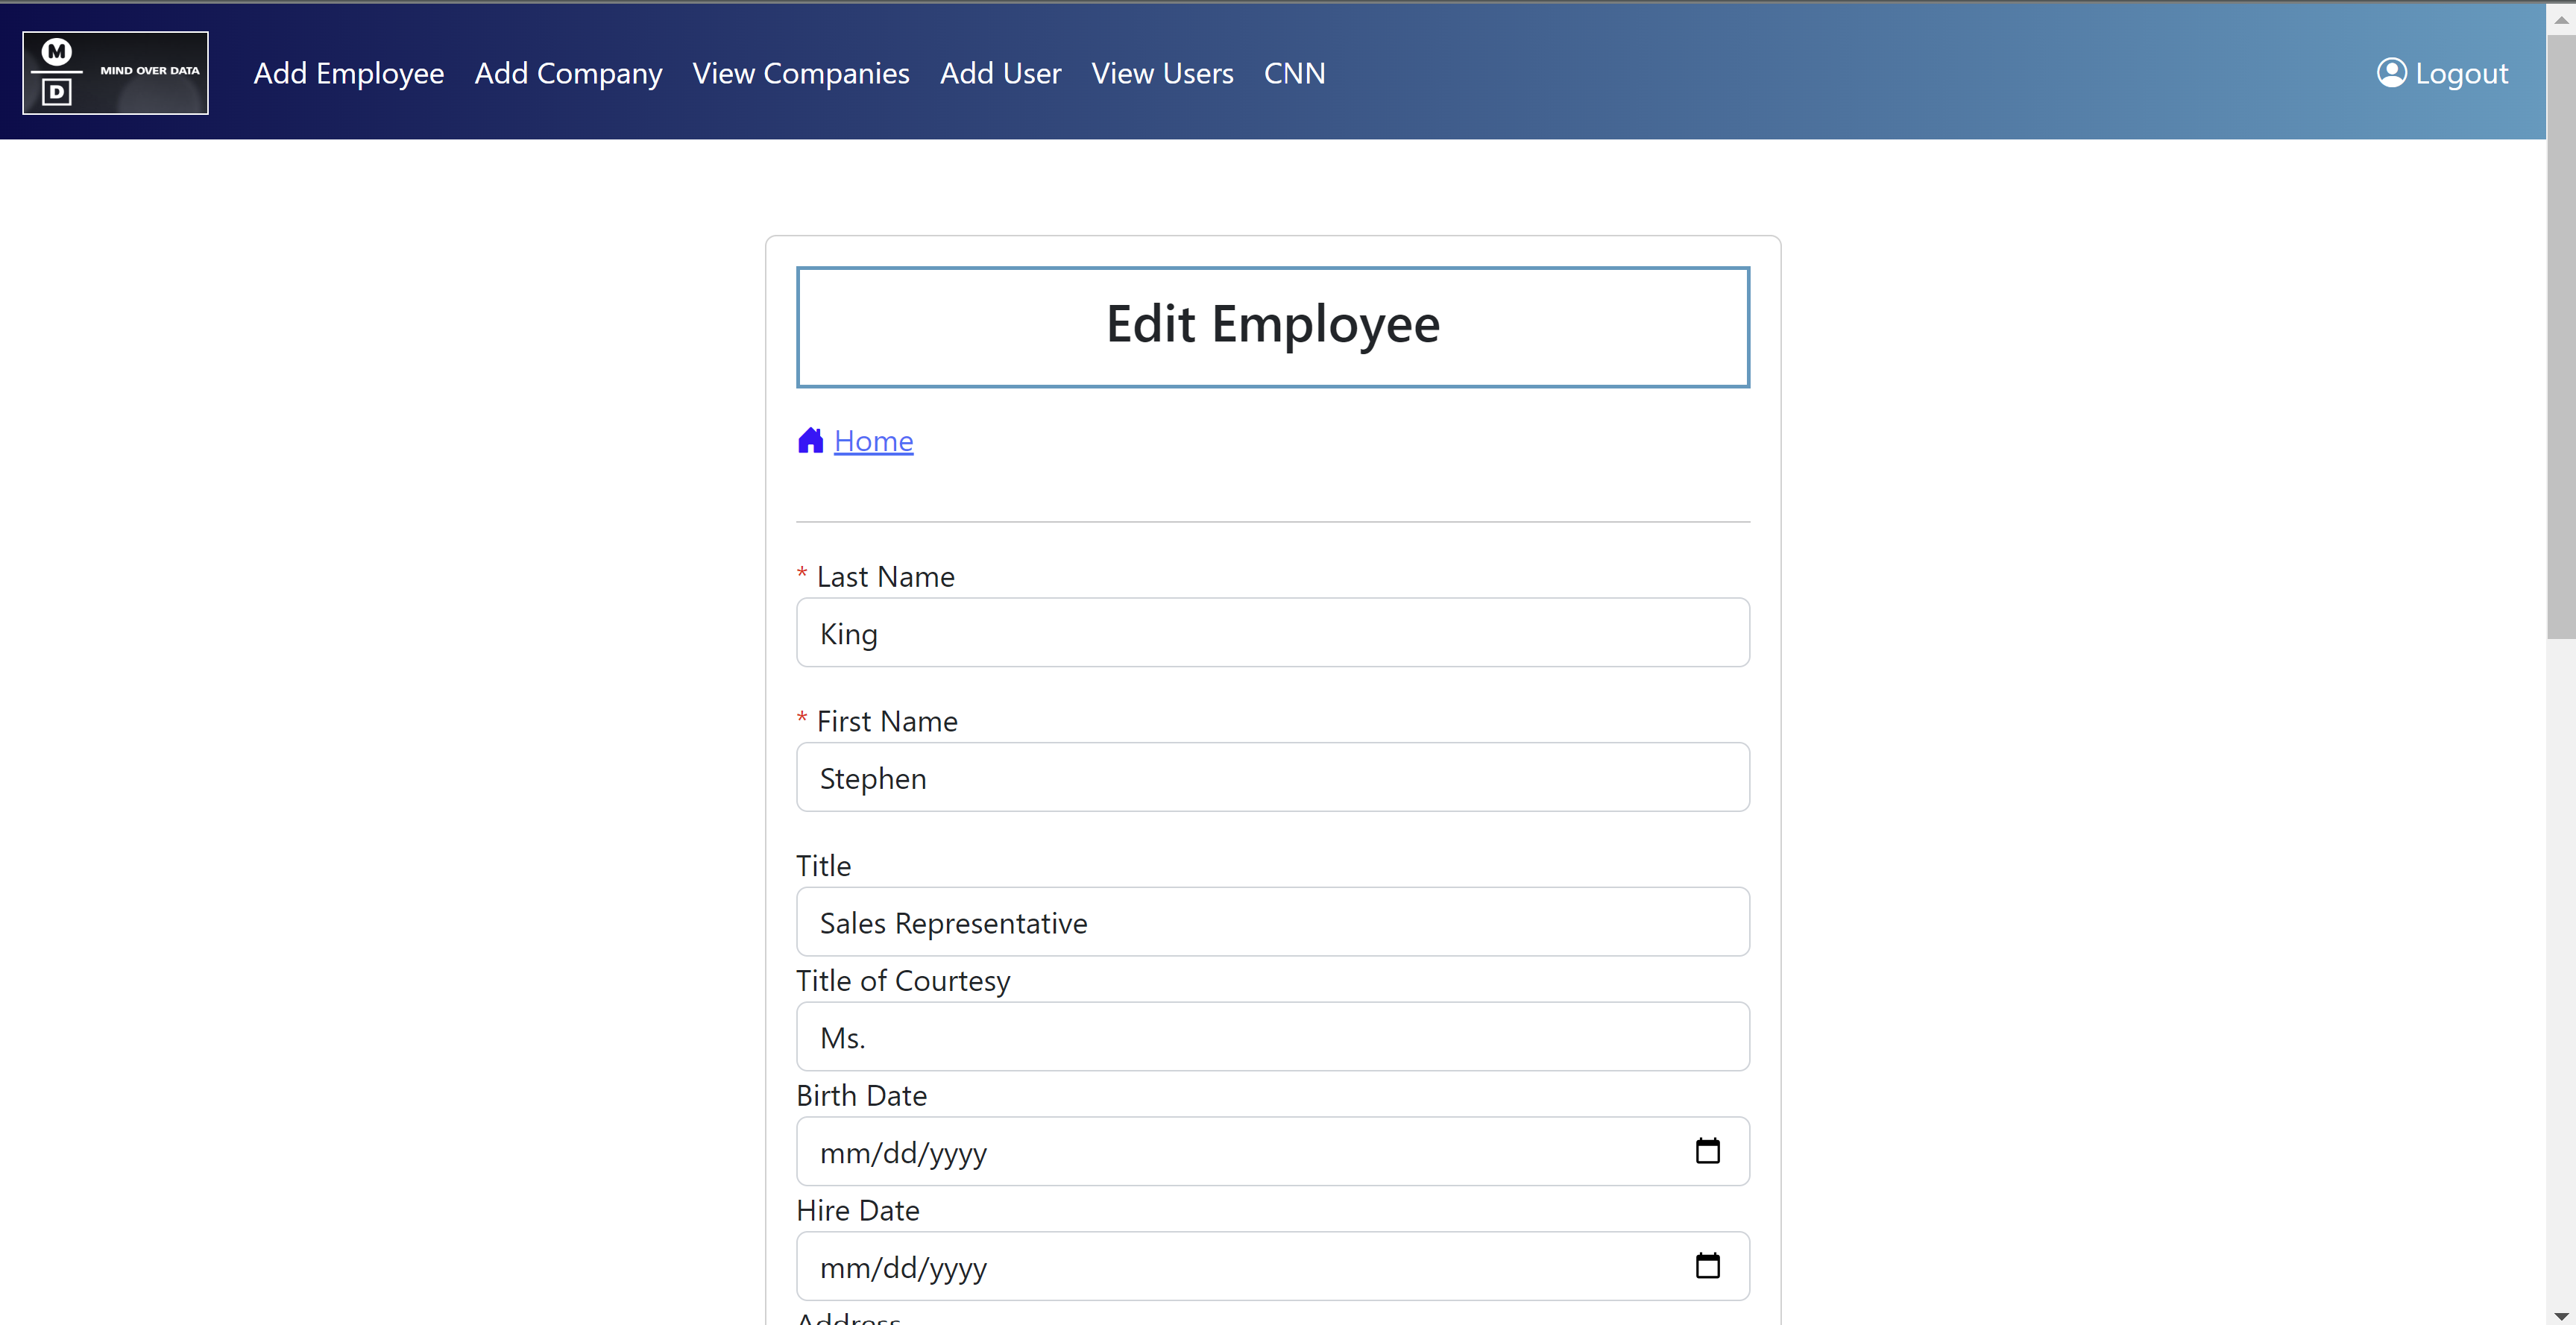 M
D
MIND OVER DATA
Add Employee Add Company View Companies Add User View Users CNN Logout
Edit Employee
Home
* Last Name
King
* First Name
Stephen
Title
Sales Representative
Title of Courtesy
Ms.
Birth Date
mm/dd/yyyy
Hire Date
mm/dd/yyyy
Address